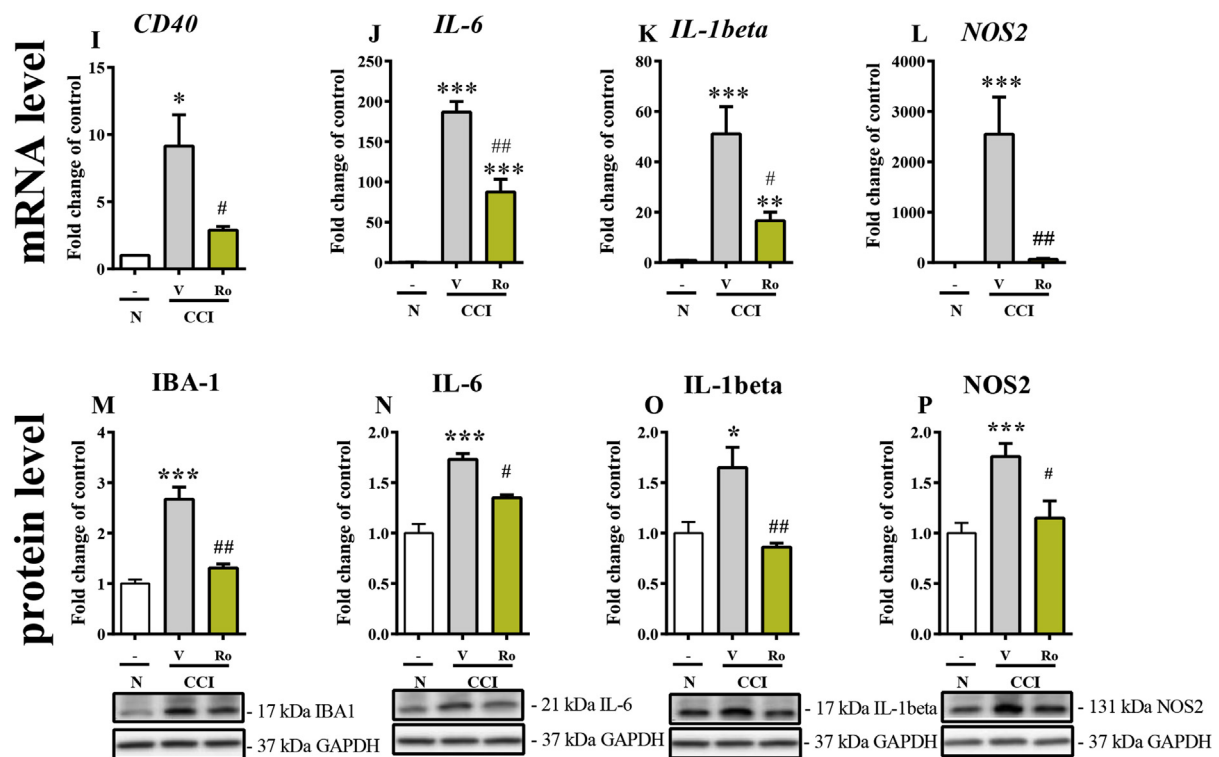 mRNA level
I CD40
Fold change of control
15
10
5
0
*
#
- V Ro
N CCI
J IL-6
Fold change of control
250
200
150
100
50
0
***
##
***
- V Ro
N CCI
K IL-1beta
Fold change of control
80
60
40
20
0
***
#
**
- V Ro
N CCI
L NOS2
Fold change of control
4000
3000
2000
1000
0
***
##
- V Ro
N CCI
protein level
M IBA-1
Fold change of control
4
3
2
1
0
***
##
- V Ro
N CCI
- 17 kDa IBA1
- 37 kDa GAPDH
N IL-6
Fold change of control
2.0
1.5
1.0
0.5
0.0
***
#
- V Ro
N CCI
- 21 kDa IL-6
- 37 kDa GAPDH
O IL-1beta
Fold change of control
2.0
1.5
1.0
0.5
0.0
*
##
- V Ro
N CCI
- 17 kDa IL-1beta
- 37 kDa GAPDH
P NOS2
Fold change of control
2.0
1.5
1.0
0.5
0.0
***
#
- V Ro
N CCI
- 131 kDa NOS2
- 37 kDa GAPDH